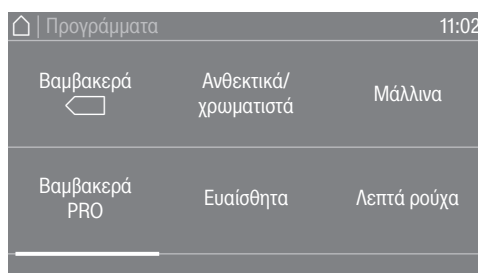 | Προγράμματα 11:02
Βαμβακερά
Ανθεκτικά/
χρωματιστά
Μάλλινα
Βαμβακερά
PRO
Ευαίσθητα
Λεπτά ρούχα